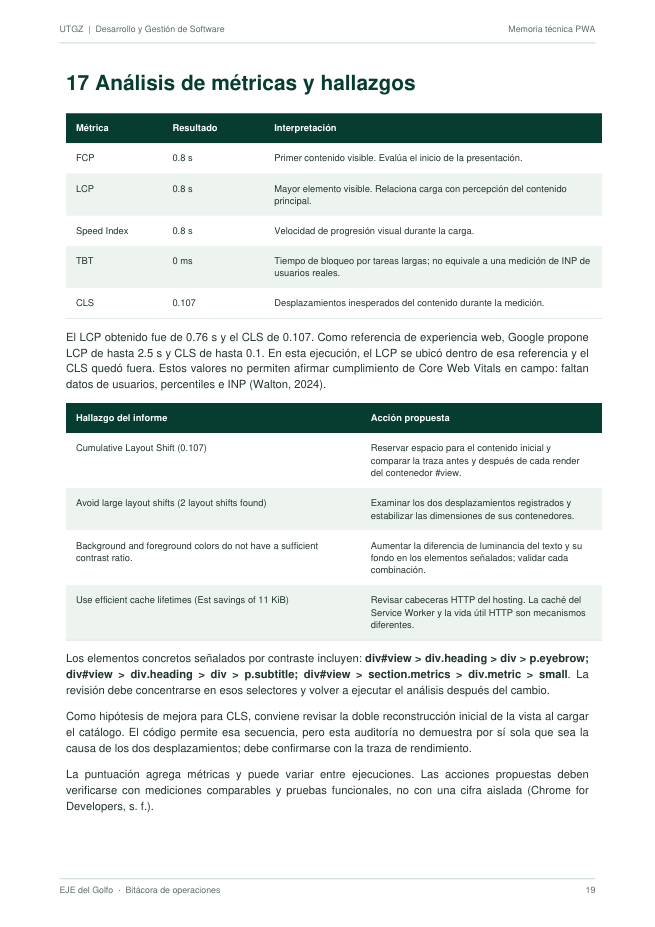 UTGZ | Desarrollo y Gestión de Software
Memoria técnica PWA
17 Análisis de métricas y hallazgos
Métrica Resultado Interpretación
FCP 0.8 s Primer contenido visible. Evalúa el inicio de la presentación.
LCP 0.8 s Mayor elemento visible. Relaciona carga con percepción del contenido
principal.
Speed Index 0.8 s Velocidad de progresión visual durante la carga.
TBT 0 ms Tiempo de bloqueo por tareas largas; no equivale a una medición de INP de
usuarios reales.
CLS 0.107 Desplazamientos inesperados del contenido durante la medición.
El LCP obtenido fue de 0.76 s y el CLS de 0.107. Como referencia de experiencia web, Google propone
LCP de hasta 2.5 s y CLS de hasta 0.1. En esta ejecución, el LCP se ubicó dentro de esa referencia y el
CLS quedó fuera. Estos valores no permiten afirmar cumplimiento de Core Web Vitals en campo: faltan
datos de usuarios, percentiles e INP (Walton, 2024).
Hallazgo del informe Acción propuesta
Cumulative Layout Shift (0.107)
Reservar espacio para el contenido inicial y
comparar la traza antes y después de cada render
del contenedor #view.
Avoid large layout shifts (2 layout shifts found)
Examinar los dos desplazamientos registrados y
estabilizar las dimensiones de sus contenedores.
Background and foreground colors do not have a sufficient
contrast ratio.
Aumentar la diferencia de luminancia del texto y su
fondo en los elementos señalados; validar cada
combinación.
Use efficient cache lifetimes (Est savings of 11 KiB)
Revisar cabeceras HTTP del hosting. La caché del
Service Worker y la vida útil HTTP son mecanismos
diferentes.
Los elementos concretos señalados por contraste incluyen: div#view > div.heading > div > p.eyebrow;
div#view > div.heading > div > p.subtitle; div#view > section.metrics > div.metric > small. La
revisión debe concentrarse en esos selectores y volver a ejecutar el análisis después del cambio.
Como hipótesis de mejora para CLS, conviene revisar la doble reconstrucción inicial de la vista al cargar
el catálogo. El código permite esa secuencia, pero esta auditoría no demuestra por sí sola que sea la
causa de los dos desplazamientos; debe confirmarse con la traza de rendimiento.
La puntuación agrega métricas y puede variar entre ejecuciones. Las acciones propuestas deben
verificarse con mediciones comparables y pruebas funcionales, no con una cifra aislada (Chrome for
Developers, s. f.).
EJE del Golfo · Bitácora de operaciones
19